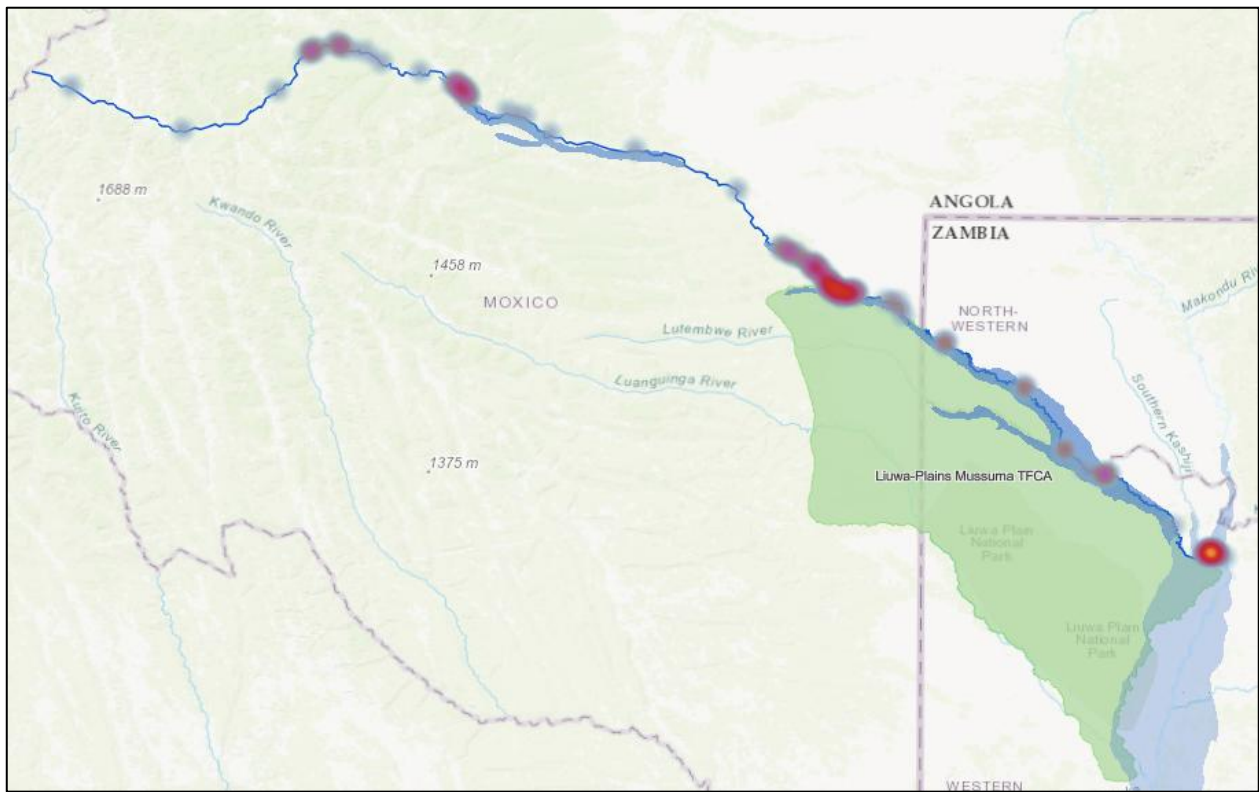 ANGOLA
ZAMBIA
1688 m
Kwando River
1458 m
MOXICO
NORTH-
WESTERN
Makondu Riv
Lutembwe River
Luanguinga River
Southern Kashiji
Kuito River
1375 m
Liuwa-Plains Mussuma TFCA
Liuwa Plain
National
Park
Liuwa Plain
National
Park
WESTERN